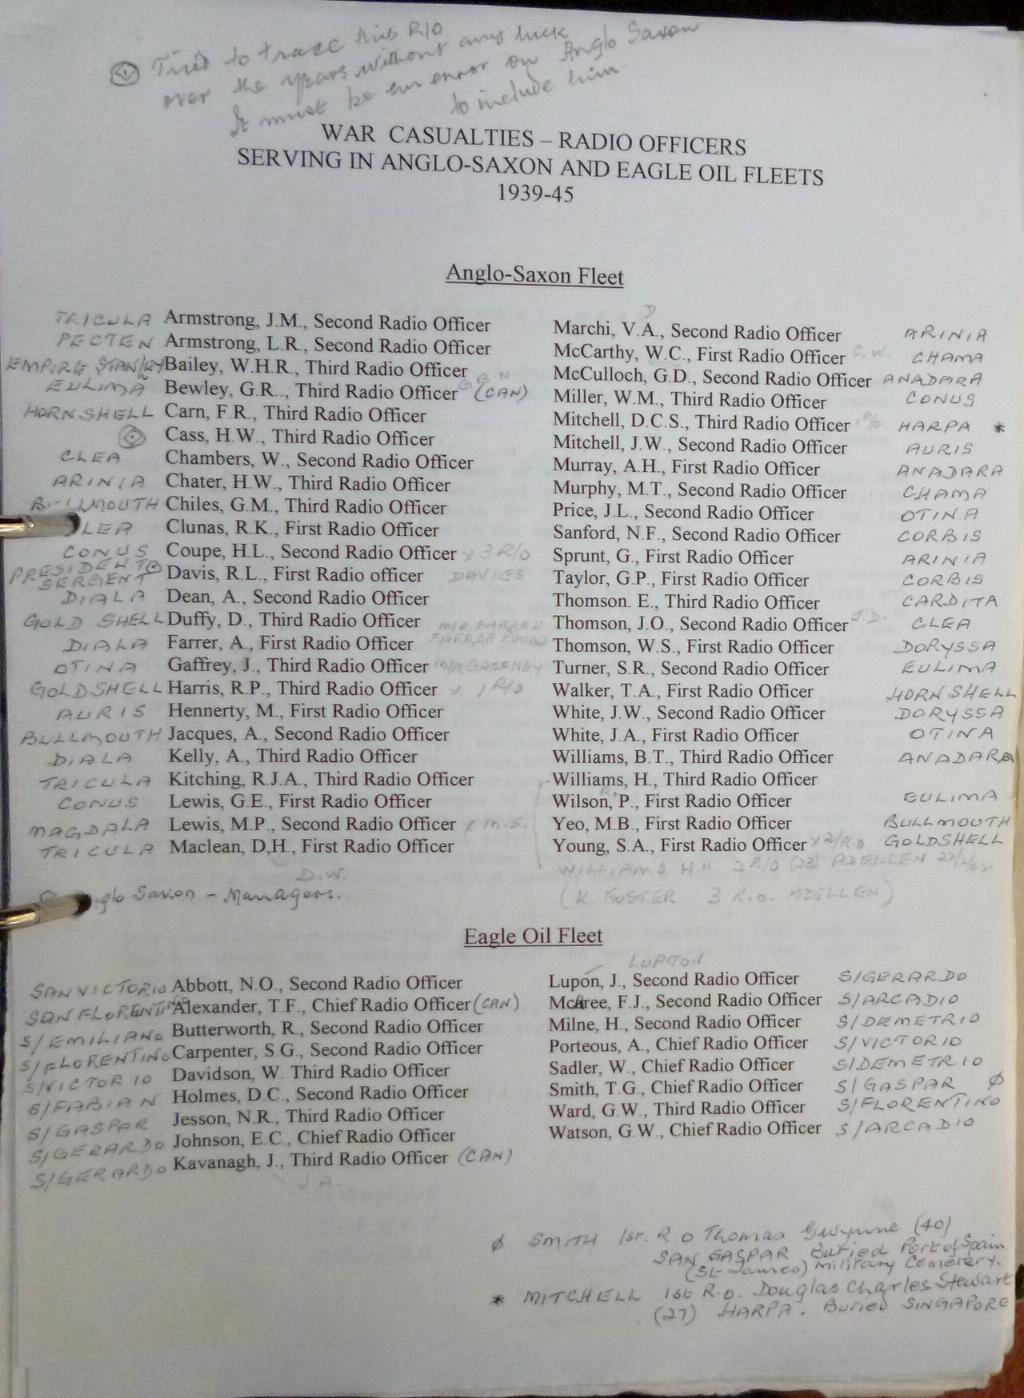 Tried to trace this R/O
over the years without any luck
It must be an error on Anglo Saxon
to include him
WAR CASUALTIES – RADIO OFFICERS
SERVING IN ANGLO-SAXON AND EAGLE OIL FLEETS
1939-45
Anglo-Saxon Fleet
TRICULA Armstrong, J.M., Second Radio Officer
PECTEN Armstrong, L.R., Second Radio Officer
EMPIRE STANLEY Bailey, W.H.R., Third Radio Officer
EULIMA Bewley, G.R., Third Radio Officer (CAN)
HORNSHELL Carn, F.R., Third Radio Officer
Cass, H.W., Third Radio Officer
CLEA Chambers, W., Second Radio Officer
ARINIA Chater, H.W., Third Radio Officer
BULLMOUTH Chiles, G.M., Third Radio Officer
LEA Clunas, R.K., First Radio Officer
CONUS Coupe, H.L., Second Radio Officer x 3 R/O
PRESIDENT SERGENT Davis, R.L., First Radio officer DAVIES
DIALA Dean, A., Second Radio Officer
GOLD SHELL Duffy, D., Third Radio Officer
DIALA Farrer, A., First Radio Officer
OTINA Gaffrey, J., Third Radio Officer
GOLDSHELL Harris, R.P., Third Radio Officer x 1 R/O
AURIS Hennerty, M., First Radio Officer
BULLMOUTH Jacques, A., Second Radio Officer
DIALA Kelly, A., Third Radio Officer
TRICULA Kitching, R.J.A., Third Radio Officer
CONUS Lewis, G.E., First Radio Officer
MAGDALA Lewis, M.P., Second Radio Officer x M.S.
TRICULA Maclean, D,H., First Radio Officer
D.W.
glo Saxon – Managers.
D
Marchi, V.A., Second Radio Officer ARINIA
McCarthy, W.C., First Radio Officer C.W. CHAMA
McCulloch, G.D., Second Radio Officer ANADARA
Miller, W.M., Third Radio Officer CONUS
Mitchell, D.C.S., Third Radio Officer HARPA *
Mitchell, J.W., Second Radio Officer AURIS
Murray, A.H., First Radio Officer ANADARA
Murphy, M.T., Second Radio Officer CHAMA
Price, J.L., Second Radio Officer OTINA
Sanford, N.F., Second Radio Officer CORBIS
Sprunt, G., First Radio Officer ARINIA
Taylor, G.P., First Radio Officer CORBIS
Thomson. E., Third Radio Officer CARDITA
Thomson, J.O., Second Radio Officer J.D. CLEA
Thomson, W.S., First Radio Officer DORYSSA
Turner, S.R., Second Radio Officer EULIMA
Walker, T.A., First Radio Officer HORNSHELL
White, J.W., Second Radio Officer DORYSSA
White, J.A., First Radio Officer OTINA
Williams, B.T., Third Radio Officer ANADARA
Williams, H., Third Radio Officer
Wilson, P., First Radio Officer EULIMA
Yeo, M.B., First Radio Officer BULLMOUTH
Young, S.A., First Radio Officer x2/R.O GOLDSHELL
WILLIAMS H H 2 R/O (23) ADELLEN
(K. FOSTER 3 R.O. ADELLEN)
Eagle Oil Fleet
SAN VICTORIO Abbott, N.O., Second Radio Officer
SAN FLORENTINO Alexander, T.F., Chief Radio Officer (CAN)
S/EMILIANO Butterworth, R., Second Radio Officer
S/FLORENTINO Carpenter, S.G., Second Radio Officer
S/VICTORIO Davidson, W. Third Radio Officer
S/FABIAN Holmes, D.C., Second Radio Officer
S/GASPAR Jesson, N.R., Third Radio Officer
S/GERARDO Johnson, E.C., Chief Radio Officer
S/GERARDO Kavanagh, J., Third Radio Officer (CAN)
J.A.
LUPTON
Lupon, J., Second Radio Officer S/GERARDO
McAree, F.J., Second Radio Officer S/ARCADIO
Milne, H., Second Radio Officer S/DEMETRIO
Porteous, A., Chief Radio Officer S/VICTORIO
Sadler, W., Chief Radio Officer S/DEMETRIO
Smith, T.G., Chief Radio Officer S/GASPAR ø
Ward, G.W., Third Radio Officer S/FLORENTINO
Watson, G.W., Chief Radio Officer S/ARCADIO
ø SMITH 1st. R.O Thomas Gwynne (40)
SAN GASPAR Buried Port of Spain
(St James) Military Cemetery.
* MITCHELL 1st R.O. Douglas Charles Stewart
(27) HARPA. Buried SINGAPORE